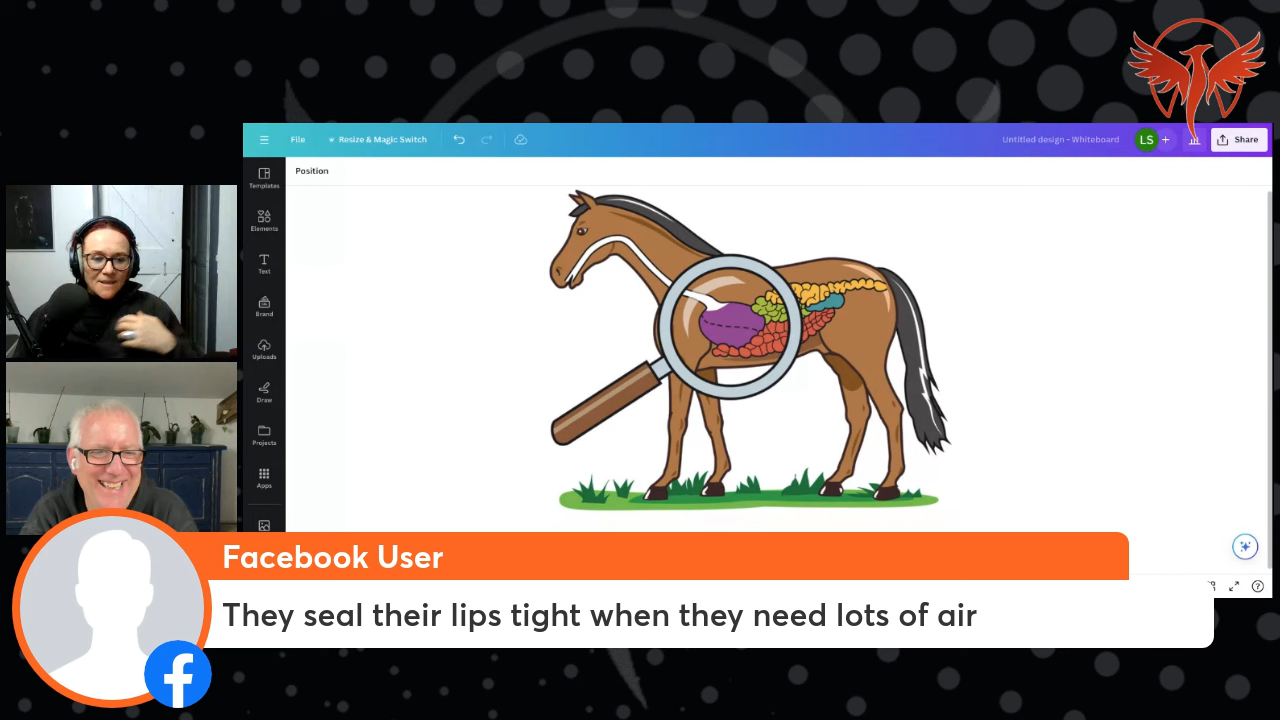 File
Resize & Magic Switch
Untitled design - Whiteboard
LS
+
Share
Templates
Position
Elements
Text
Brand
Uploads
Draw
Projects
Apps
Facebook User
They seal their lips tight when they need lots of air